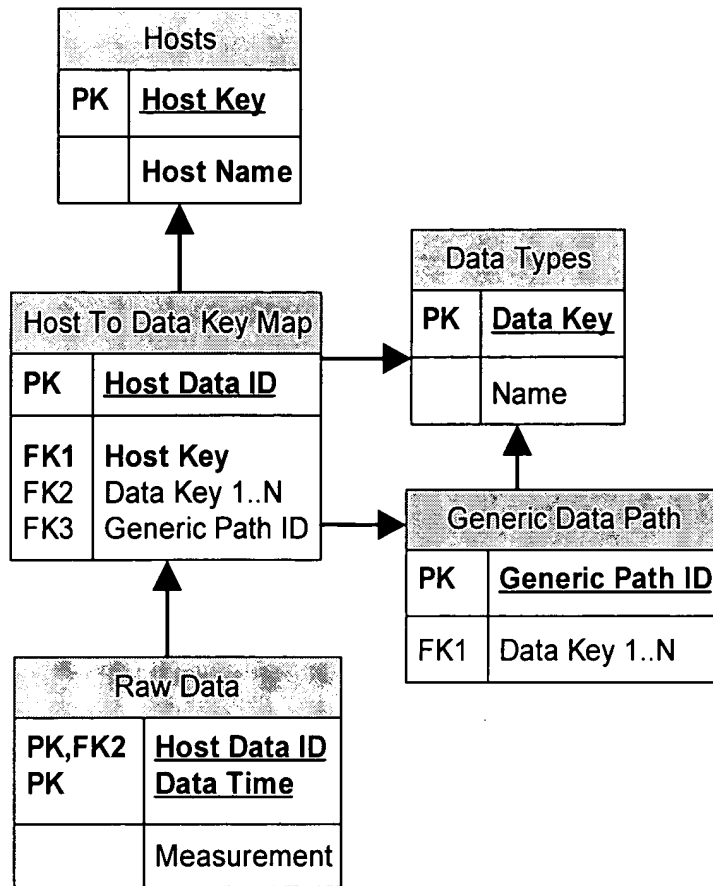 Hosts
PK Host Key
Host Name
Data Types
PK Data Key
Name
Host To Data Key Map
PK Host Data ID
FK1 Host Key
FK2 Data Key 1..N
FK3 Generic Path ID
Generic Data Path
PK Generic Path ID
FK1 Data Key 1..N
Raw Data
PK,FK2 Host Data ID
PK Data Time
Measurement